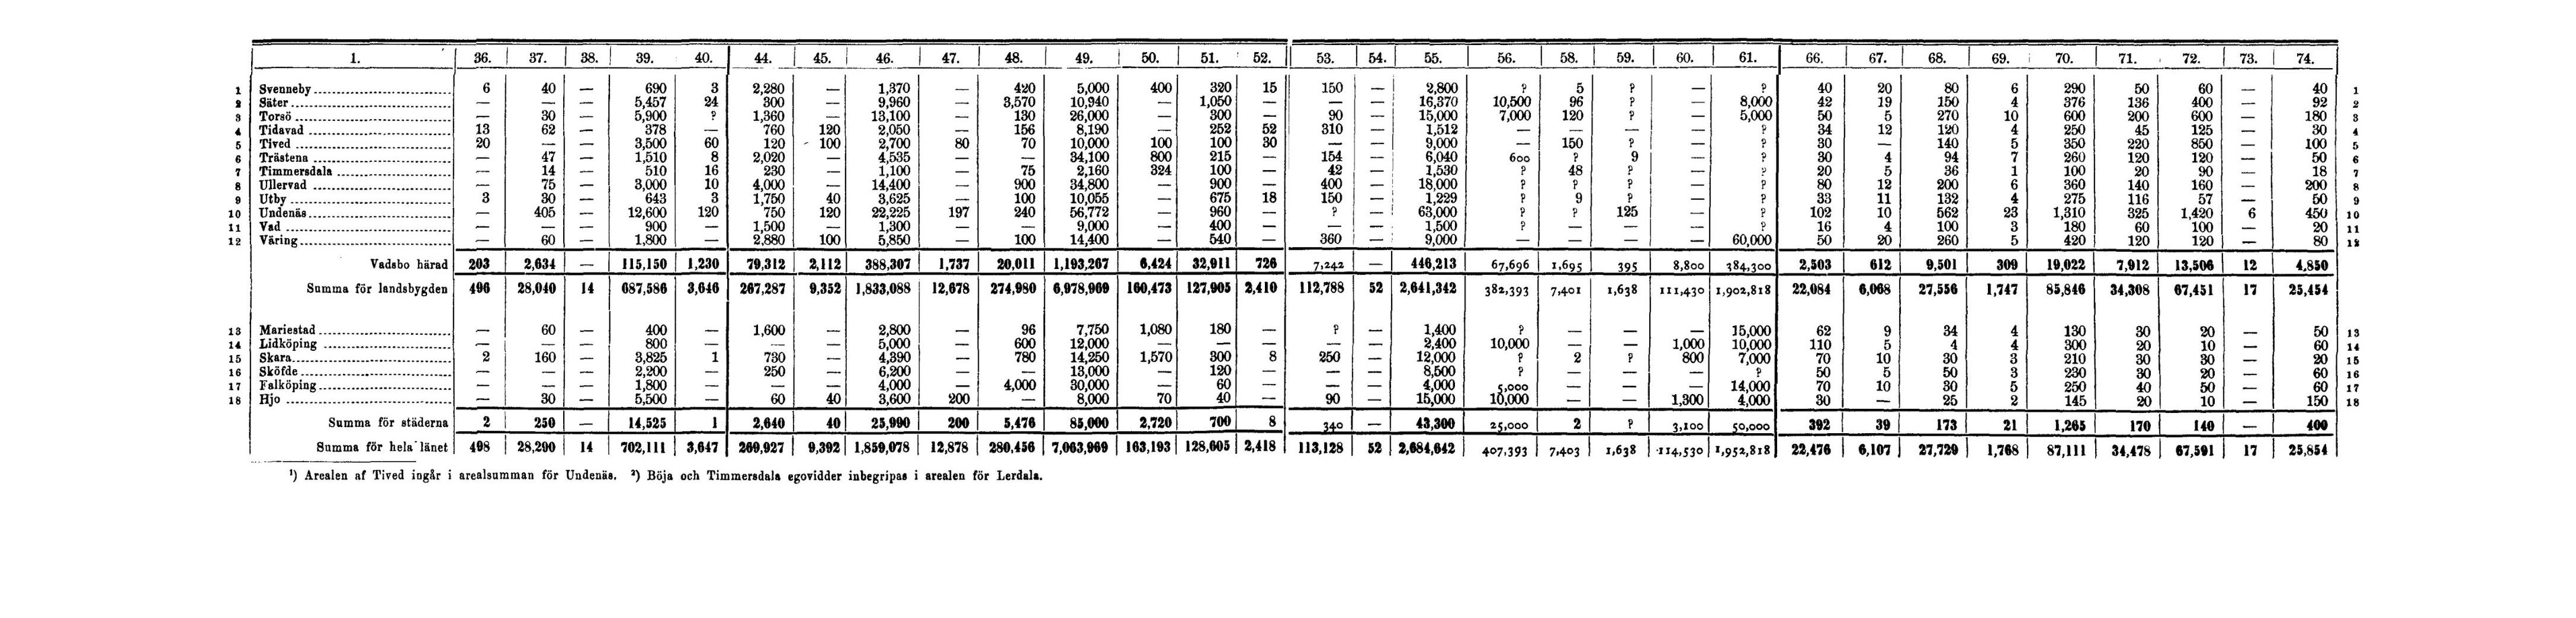 1. 36. 37. 38. 39. 40. 44. 45. 46. 47. 48. 49. 50. 51. 52. 53. 54. 55. 56. 58. 59. 60. 61. 66. 67. 68. 69. 70. 71. 72. 73. 74.
1 Svenneby 6 40 — 690 3 2,280 — 1,370 — 420 5,000 400 320 15 150 — 2,800 ? 5 ? — ? 40 20 80 6 290 50 60 — 40 1
2 Säter — — — 5,457 24 300 — 9,960 — 3,570 10,940 — 1,050 — — — 16,370 10,500 96 ? — 8,000 42 19 150 4 376 136 400 — 92 2
3 Torsö — 30 — 5,900 ? 1,360 — 13,100 — 130 26,000 — 300 — 90 — 15,000 7,000 120 ? — 5,000 50 5 270 10 600 200 600 — 180 3
4 Tidavad 13 62 — 378 — 760 120 2,050 — 156 8,190 — 252 52 310 — 1,512 — — — — ? 34 12 120 4 250 45 125 — 30 4
5 Tived 20 — — 3,500 60 120 100 2,700 80 70 10,000 100 100 30 — — 9,000 — 150 ? — ? 30 — 140 5 350 220 850 — 100 5
6 Trästena — 47 — 1,510 8 2,020 — 4,535 — — 34,100 800 215 — 154 — 6,040 600 ? 9 — ? 30 4 94 7 260 120 120 — 50 6
7 Timmersdala — 14 — 510 16 230 — 1,100 — 75 2,160 324 100 — 42 — 1,530 ? 48 ? — ? 20 5 36 1 100 20 90 — 18 7
8 Ullervad — 75 — 3,000 10 4,000 — 14,400 — 900 34,800 — 900 — 400 — 18,000 ? ? ? — ? 80 12 200 6 360 140 160 — 200 8
9 Utby 3 30 — 643 3 1,750 40 3,625 — 100 10,055 — 675 18 150 — 1,229 ? 9 ? — ? 33 11 132 4 275 116 57 — 50 9
10 Undenäs — 405 — 12,600 120 750 120 22,225 197 240 56,772 — 960 — ? — 63,000 ? ? 125 — ? 102 10 562 23 1,310 325 1,420 6 450 10
11 Vad — — — 900 — 1,500 — 1,300 — — 9,000 — 400 — — — 1,500 ? — — — ? 16 4 100 3 180 60 100 — 20 11
12 Väring — 60 — 1,800 — 2,880 100 5,850 — 100 14,400 — 540 — 360 — 9,000 — — — — 60,000 50 20 260 5 420 120 120 — 80 12
Vadsbo härad 203 2,634 — 115,150 1,230 79,312 2,112 388,307 1,737 20,011 1,193,267 6,424 32,911 726 7,242 — 446,213 67,696 1,695 395 8,800 384,300 2,503 612 9,501 309 19,022 7,912 13,506 12 4,850
Summa för landsbygden 496 28,040 14 687,586 3,646 267,287 9,352 1,833,088 12,678 274,980 6,978,969 160,473 127,905 2,410 112,788 52 2,641,342 382,393 7,401 1,638 111,430 1,902,818 22,084 6,068 27,556 1,747 85,846 34,308 67,451 17 25,454
13 Mariestad — 60 — 400 — 1,600 — 2,800 — 96 7,750 1,080 180 — ? — 1,400 ? — — — 15,000 62 9 34 4 130 30 20 — 50 13
14 Lidköping — — — 800 — — — 5,000 — 600 12,000 — — — — — 2,400 10,000 — — 1,000 10,000 110 5 4 4 300 20 10 — 60 14
15 Skara 2 160 — 3,825 1 730 — 4,390 — 780 14,250 1,570 300 8 250 — 12,000 ? 2 ? 800 7,000 70 10 30 3 210 30 30 — 20 15
16 Sköfde — — — 2,200 — 250 — 6,200 — — 13,000 — 120 — — — 8,500 ? — — — ? 50 5 50 3 230 30 20 — 60 16
17 Falköping — — — 1,800 — — — 4,000 — 4,000 30,000 — 60 — — — 4,000 5,000 — — — 14,000 70 10 30 5 250 40 50 — 60 17
18 Hjo — 30 — 5,500 — 60 40 3,600 200 — 8,000 70 40 — 90 — 15,000 10,000 — — 1,300 4,000 30 — 25 2 145 20 10 — 150 18
Summa för städerna 2 250 — 14,525 1 2,640 40 25,990 200 5,476 85,000 2,720 700 8 340 — 43,300 25,000 2 ? 3,100 50,000 392 39 173 21 1,265 170 140 — 400
Summa för hela länet 498 28,290 14 702,111 3,647 269,927 9,392 1,859,078 12,878 280,456 7,063,969 163,193 128,605 2,418 113,128 52 2,684,642 407,393 7,403 1,638 114,530 1,952,818 22,476 6,107 27,729 1,768 87,111 34,478 67,591 17 25,854
¹) Arealen af Tived ingår i arealsumman för Undenäs. ²) Böja och Timmersdala egovidder inbegripas i arealen för Lerdala.